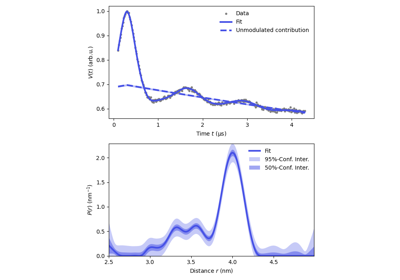 1.0
0.9
0.8
0.7
0.6
V(t) (arb.u.)
Data
Fit
Unmodulated contribution
0
1
2
3
4
Time t (μs)
2.0
1.5
1.0
0.5
0.0
P(r) (nm⁻¹)
Fit
95%-Conf. Inter.
50%-Conf. Inter.
2.5
3.0
3.5
4.0
4.5
Distance r (nm)